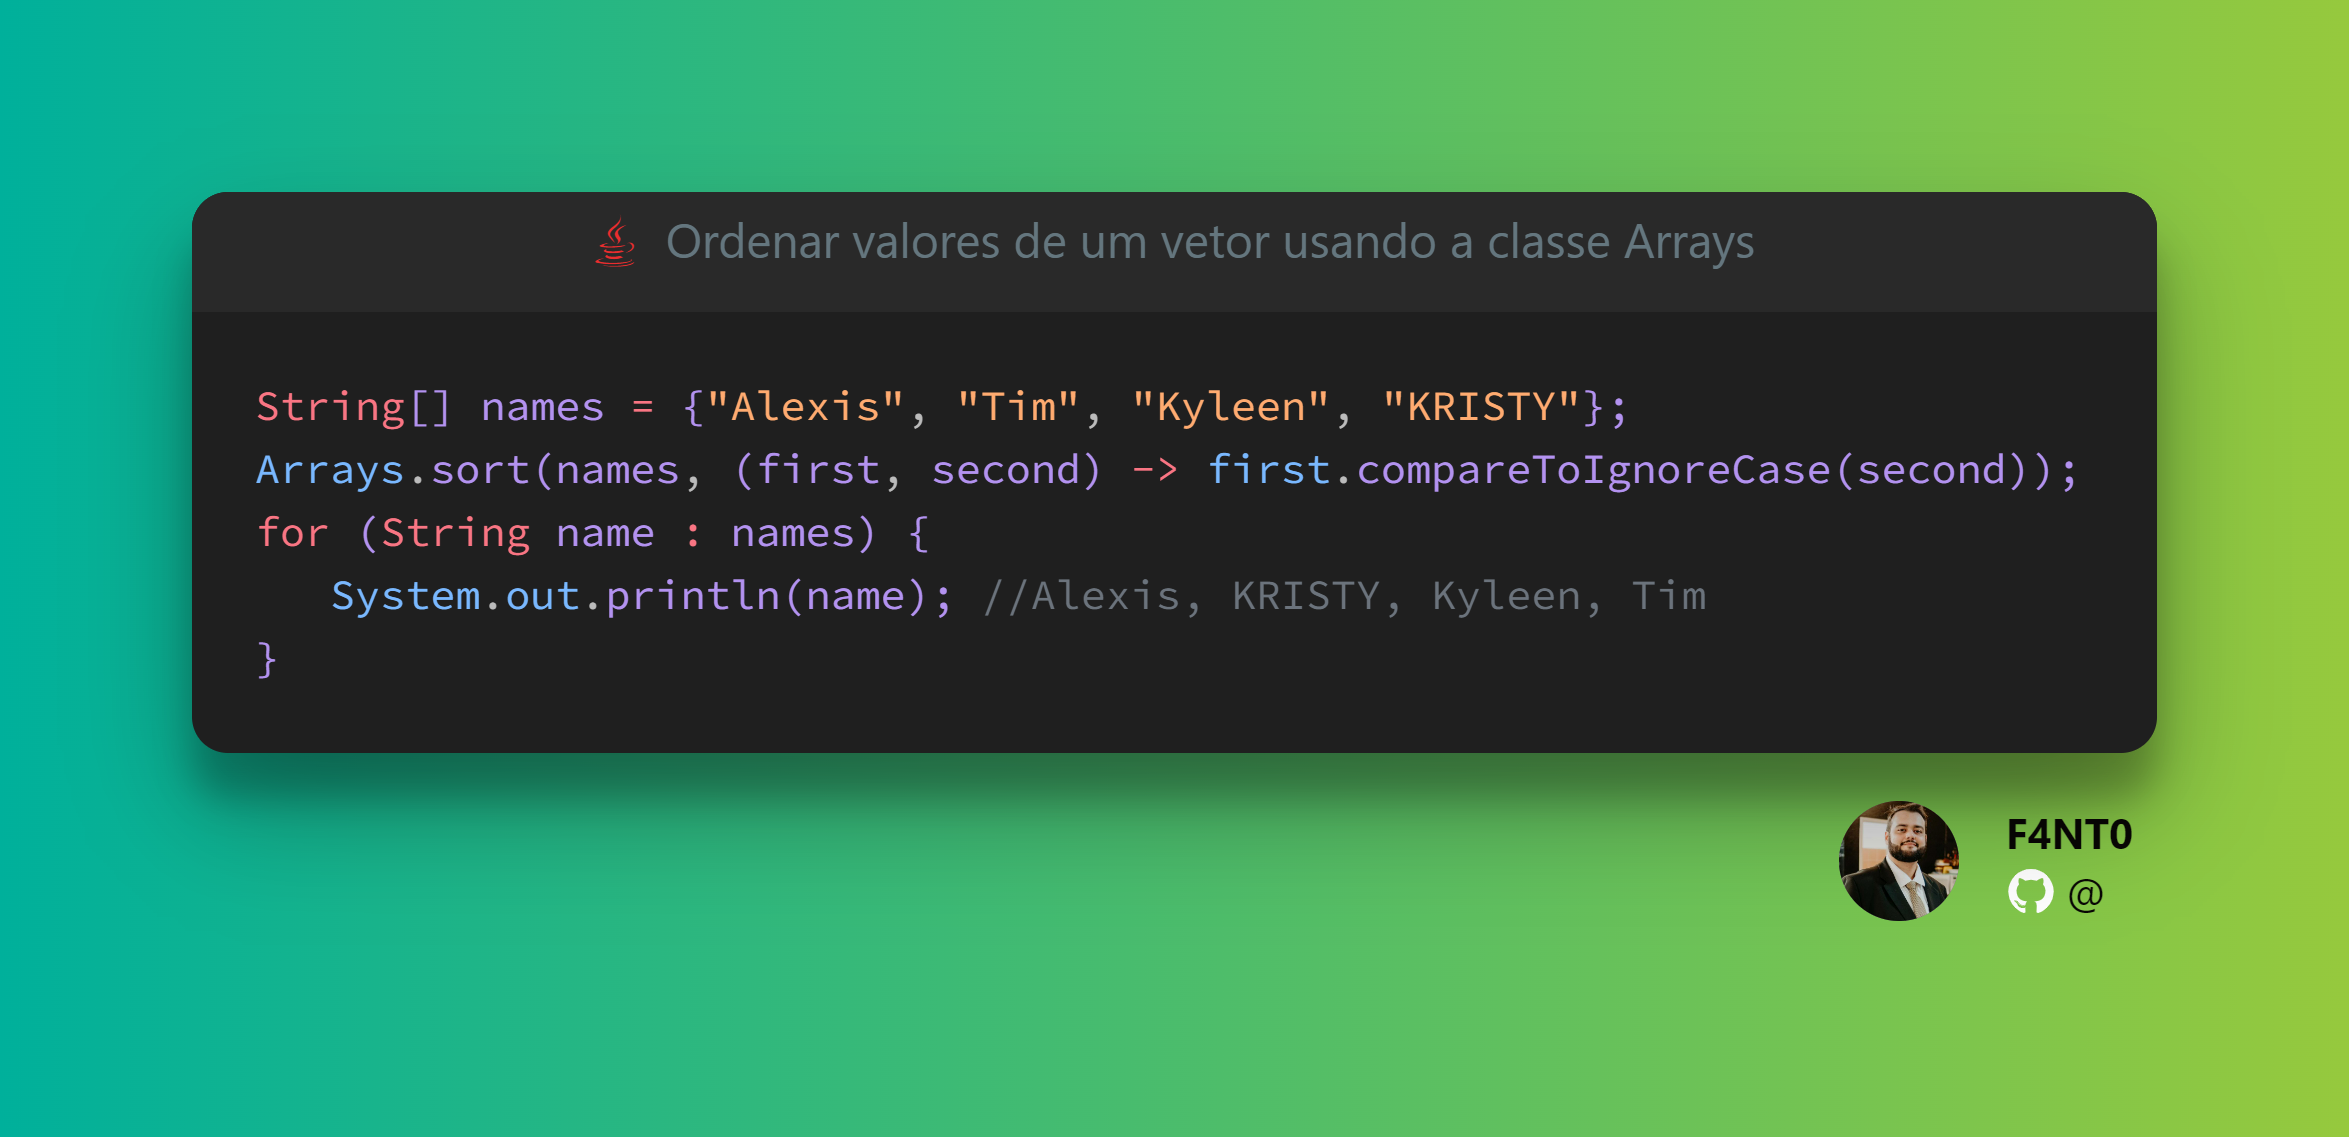 Ordenar valores de um vetor usando a classe Arrays
String[] names = {"Alexis", "Tim", "Kyleen", "KRISTY"};
Arrays.sort(names, (first, second) -> first.compareToIgnoreCase(second));
for (String name : names) {
   System.out.println(name); //Alexis, KRISTY, Kyleen, Tim
}
F4NT0
@